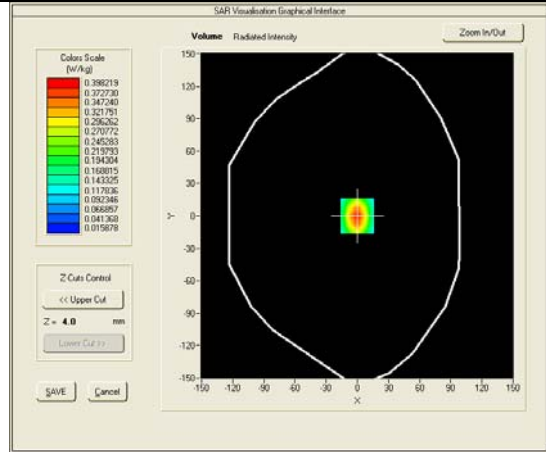 SAR Visualisation Graphical Interface
Volume Radiated Intensity
Zoom In/Out
Colors Scale
(W/kg)
0.398219
0.372730
0.347240
0.321751
0.296262
0.270772
0.245283
0.219793
0.194304
0.168815
0.143325
0.117836
0.092346
0.066857
0.041368
0.015878
Z-Cuts Control
<< Upper Cut
Z = 4.0 mm
Lower Cut >>
SAVE Cancel
Y
150
120
90
60
30
0
-30
-60
-90
-120
-150
-150 -120 -90 -60 -30 0 30 60 90 120 150
X